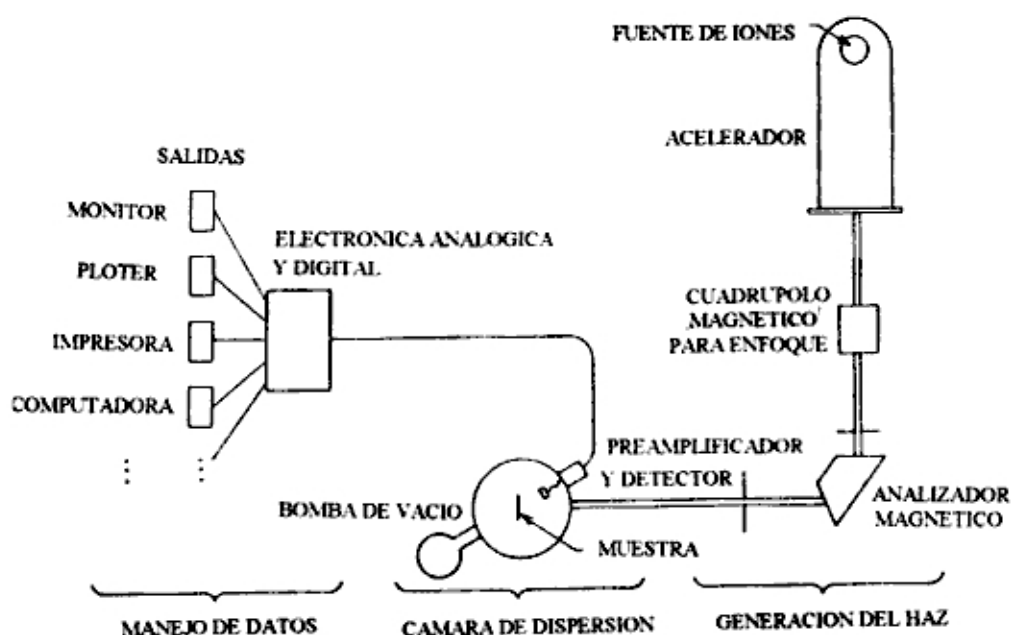 FUENTE DE IONES
ACELERADOR
SALIDAS
MONITOR
ELECTRONICA ANALOGICA
Y DIGITAL
PLOTER
CUADRUPOLO
MAGNETICO
PARA ENFOQUE
IMPRESORA
COMPUTADORA
PREAMPLIFICADOR
Y DETECTOR
ANALIZADOR
MAGNETICO
BOMBA DE VACIO
MUESTRA
MANEJO DE DATOS
CAMARA DE DISPERSION
GENERACION DEL HAZ